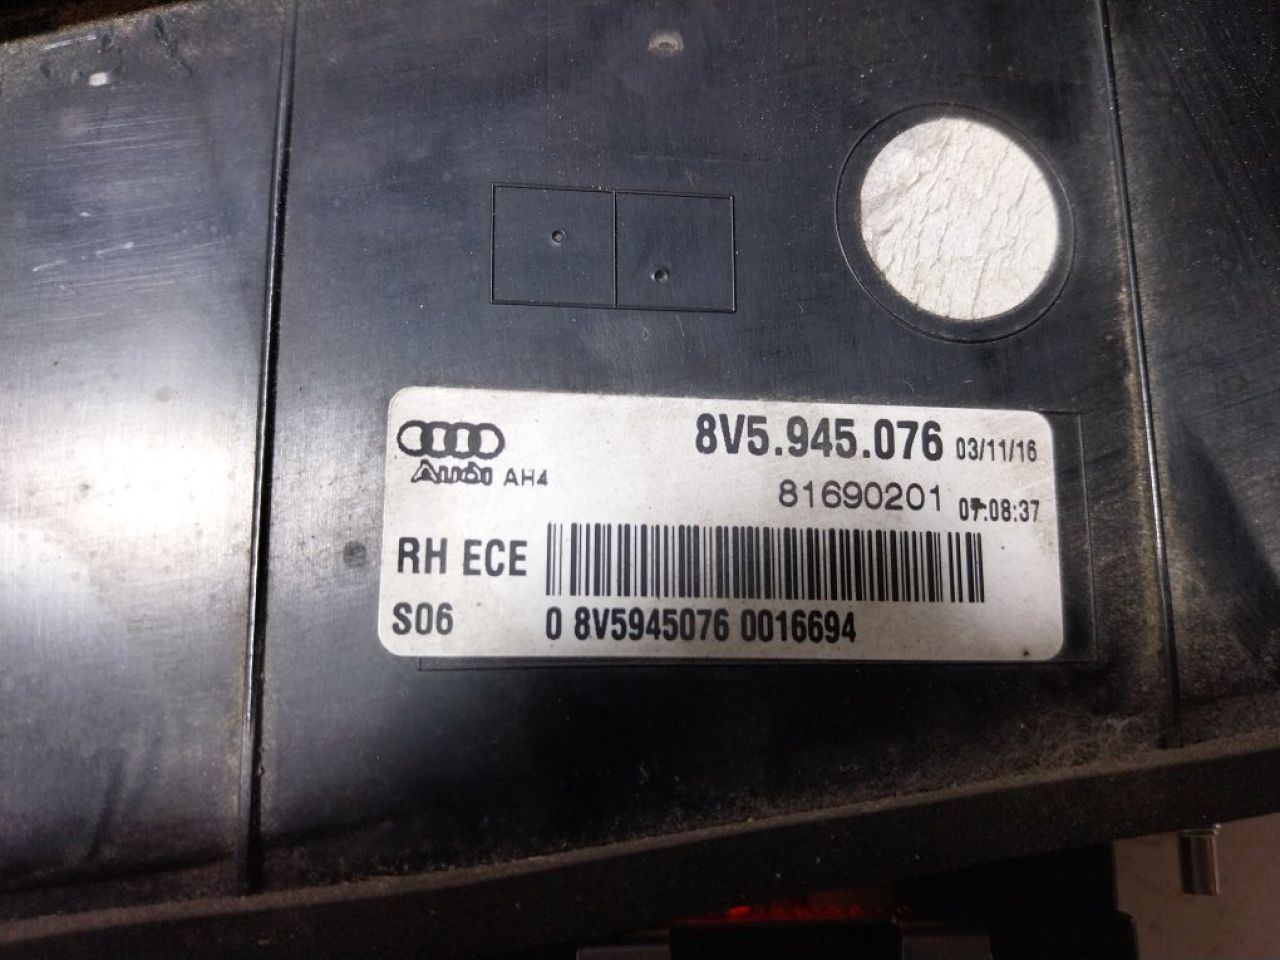 8V5.945.076 03/11/16
Audi AH4
81690201 07:08:37
RH ECE
S06 0 8V5945076 0016694